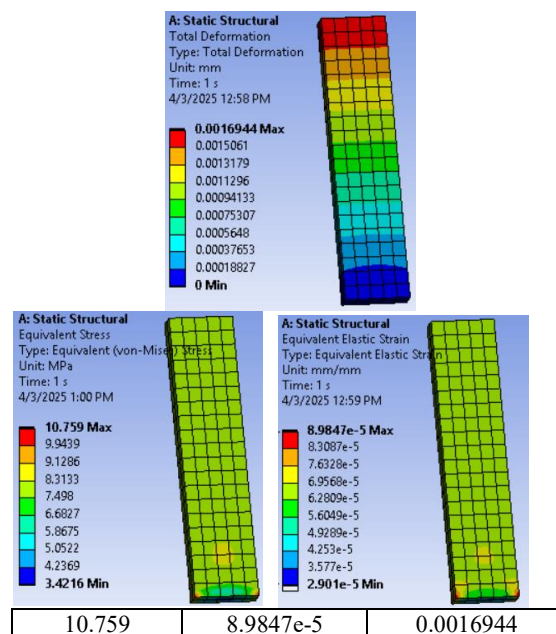 A: Static Structural
Total Deformation
Type: Total Deformation
Unit: mm
Time: 1 s
4/3/2025 12:58 PM
0.0016944 Max
0.0015061
0.0013179
0.0011296
0.00094133
0.00075307
0.0005648
0.00037653
0.00018827
0 Min
A: Static Structural
Equivalent Stress
Type: Equivalent (von-Mises) Stress
Unit: MPa
Time: 1 s
4/3/2025 1:00 PM
10.759 Max
9.9439
9.1286
8.3133
7.498
6.6827
5.8675
5.0522
4.2369
3.4216 Min
A: Static Structural
Equivalent Elastic Strain
Type: Equivalent Elastic Strain
Unit: mm/mm
Time: 1 s
4/3/2025 12:59 PM
8.9847e-5 Max
8.3087e-5
7.6328e-5
6.9568e-5
6.2809e-5
5.6049e-5
4.9289e-5
4.253e-5
3.577e-5
2.901e-5 Min
10.759 8.9847e-5 0.0016944